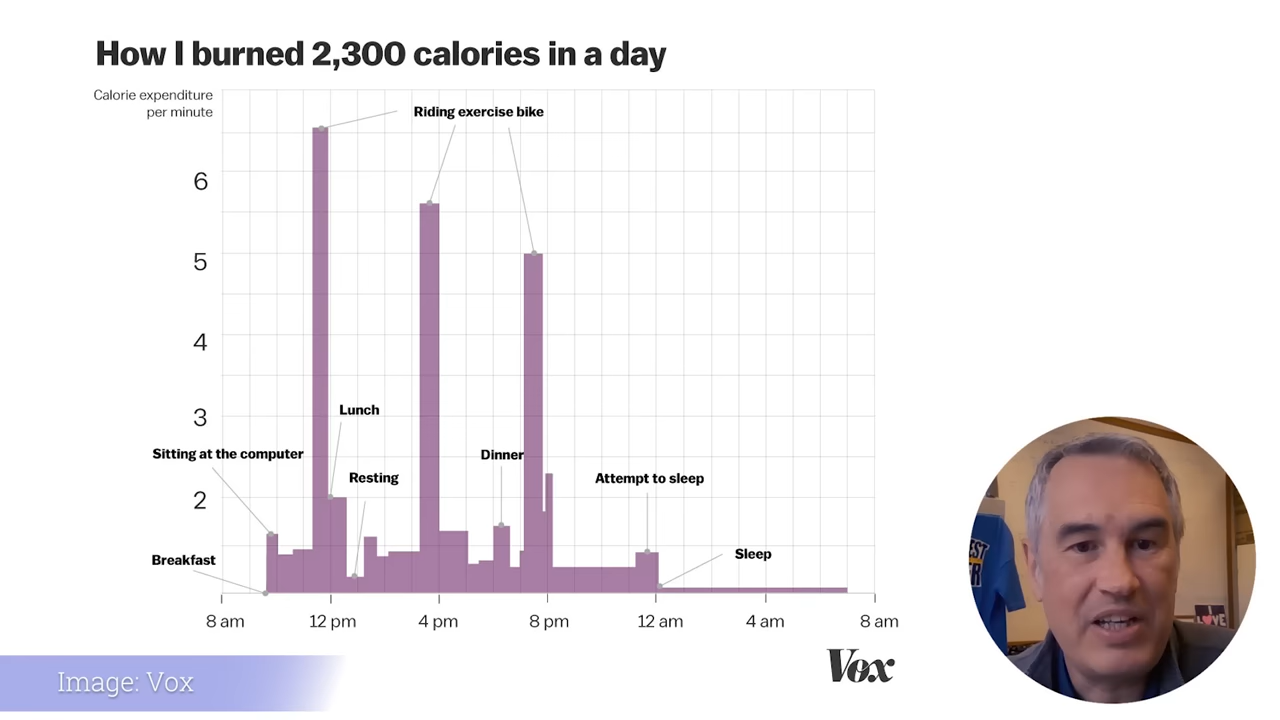 How I burned 2,300 calories in a day
Calorie expenditure
per minute
Riding exercise bike
6
5
4
3
2
Lunch
Sitting at the computer
Resting
Dinner
Attempt to sleep
Breakfast
Sleep
8 am
12 pm
4 pm
8 pm
12 am
4 am
8 am
Vox
Image: Vox
I
LOVE